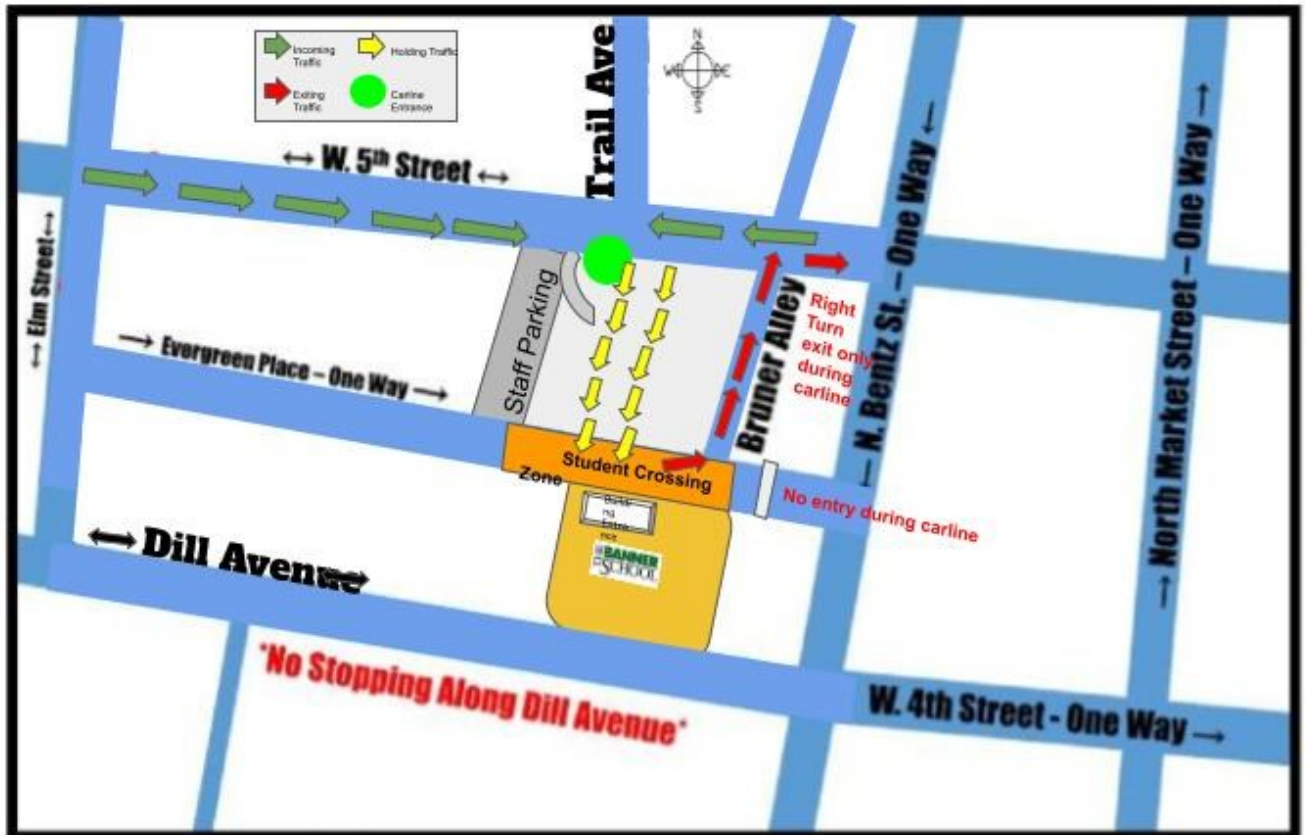 Incoming
Traffic
Holding Traffic
Exiting
Traffic
Carline
Entrance
N
W E
S
Trail Ave
↔ W. 5th Street ↔
↔ Elm Street ↔
→ Evergreen Place – One Way →
Staff Parking
Bruner Alley
Right
Turn
exit only
during
carline
← N. Bentz St. – One Way ←
→ North Market Street – One Way →
Student Crossing
Zone
No entry during carline
ng
BANNER
SCHOOL
↔ Dill Avenue →
*No Stopping Along Dill Avenue*
W. 4th Street - One Way →